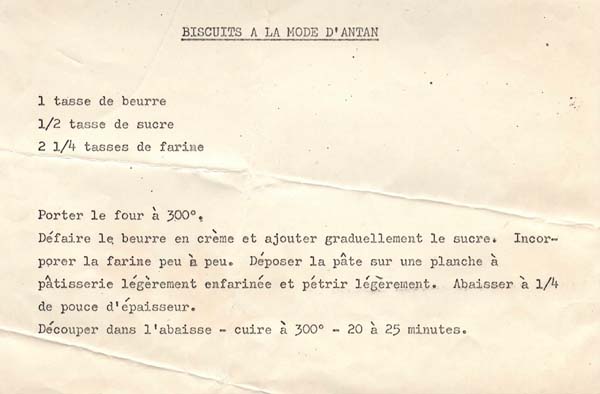 BISCUITS A LA MODE D'ANTAN
1 tasse de beurre
1/2 tasse de sucre
2 1/4 tasses de farine
Porter le four à 300°.
Défaire le beurre en crème et ajouter graduellement le sucre. Incor-
porer la farine peu à peu. Déposer la pâte sur une planche à
pâtisserie légèrement enfarinée et pétrir légèrement. Abaisser à 1/4
de pouce d'épaisseur.
Découper dans l'abaisse - cuire à 300° - 20 à 25 minutes.